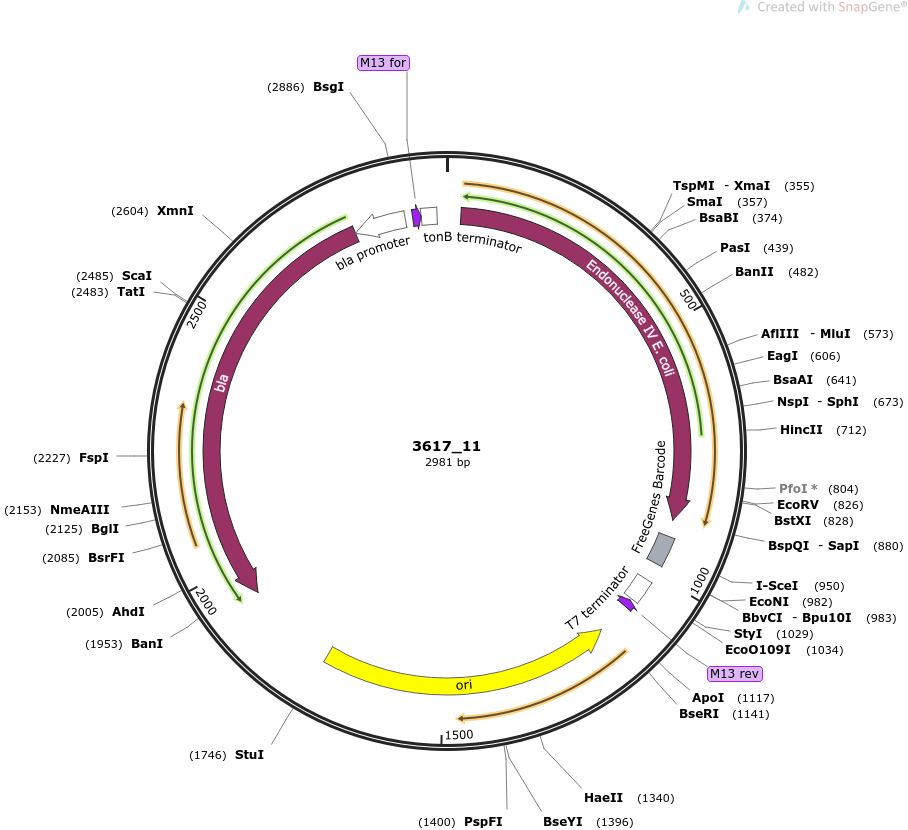 Created with SnapGene®
M13 for
(2886) BsgI
TspMI - XmaI (355)
SmaI (357)
BsaBI (374)
(2604) XmnI
bla promoter
tonB terminator
PasI (439)
BanII (482)
(2485) ScaI
(2483) TatI
2500
500
Endonuclease IV E. coli
AflIII - MluI (573)
EagI (606)
BsaAI (641)
bla
NspI - SphI (673)
HincII (712)
3617_11
2981 bp
(2227) FspI
PfoI * (804)
EcoRV (826)
BstXI (828)
(2153) NmeAIII
(2125) BglI
FreeGenes Barcode
BspQI - SapI (880)
(2085) BsrFI
1000
I-SceI (950)
EcoNI (982)
BbvCI - Bpu10I (983)
StyI (1029)
EcoO109I (1034)
2000
T7 terminator
(2005) AhdI
(1953) BanI
M13 rev
ori
ApoI (1117)
BseRI (1141)
1500
(1746) StuI
HaeII (1340)
(1400) PspFI
BseYI (1396)